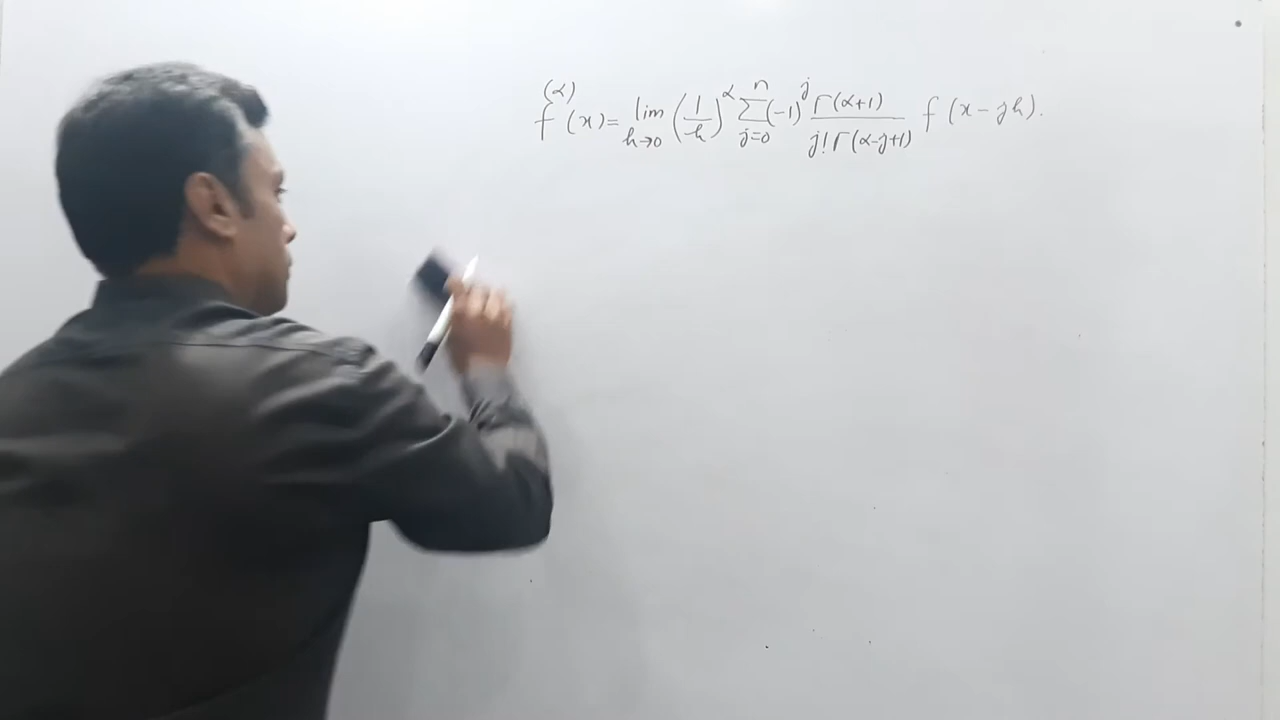 f^{(α)}(x) = lim_{h→0} (1/h)^α Σ_{j=0}^{n} (-1)^j Γ(α+1) / (j! Γ(α-j+1)) f(x-jh).